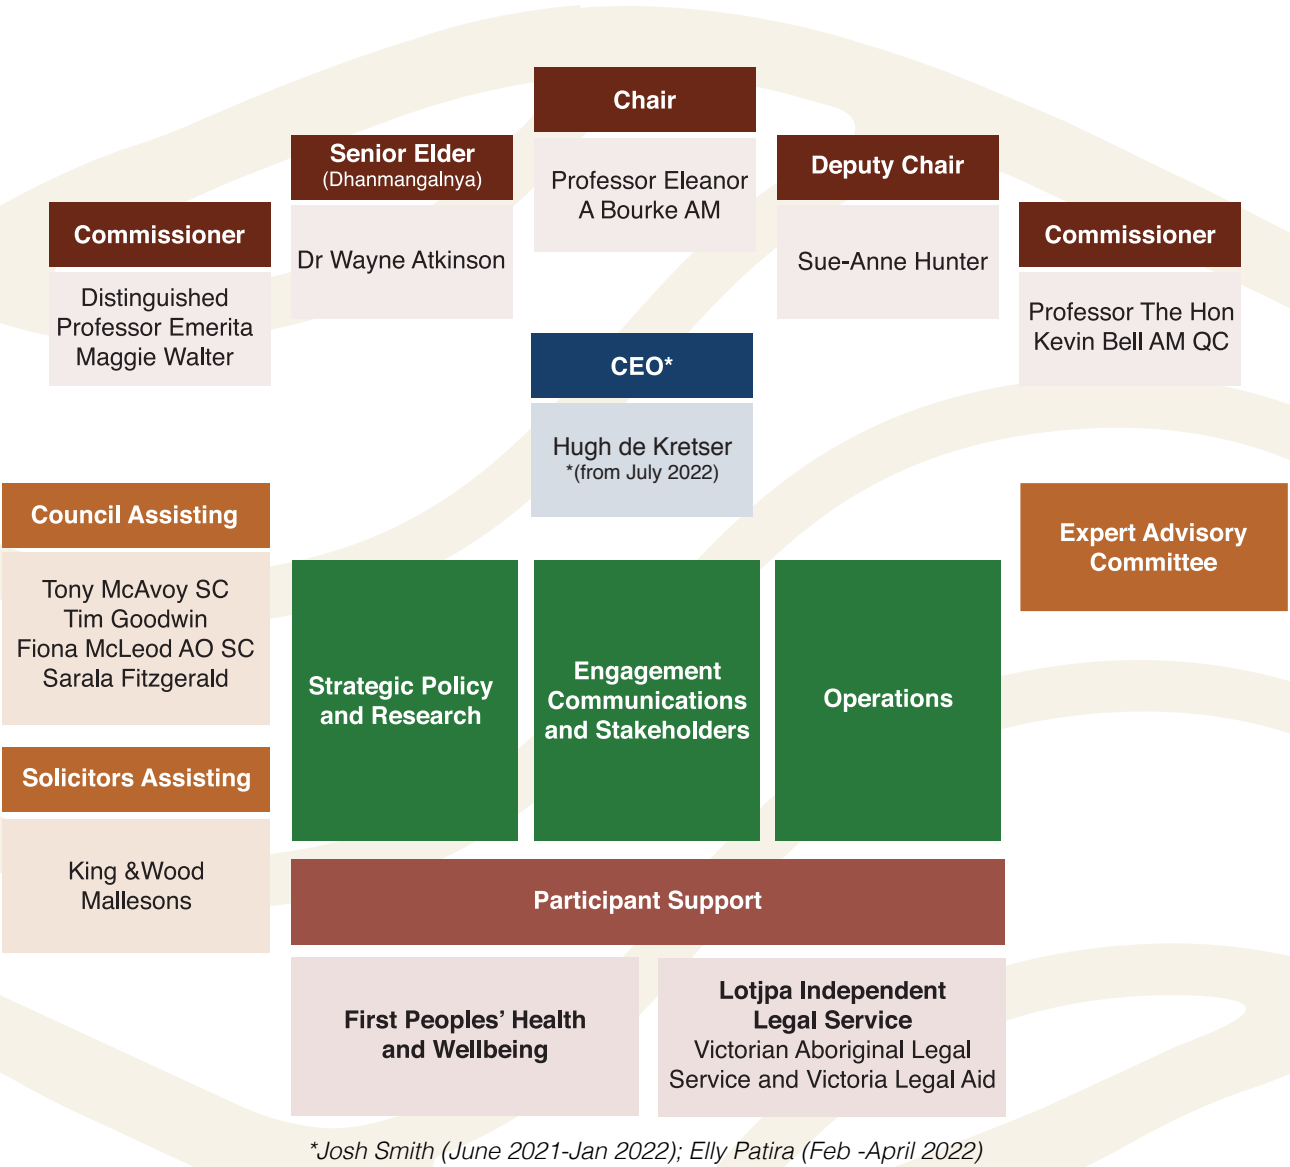 Chair
Professor Eleanor
A Bourke AM
Senior Elder
(Dhanmangalnya)
Dr Wayne Atkinson
Deputy Chair
Sue-Anne Hunter
Commissioner
Distinguished
Professor Emerita
Maggie Walter
Commissioner
Professor The Hon
Kevin Bell AM QC
CEO*
Hugh de Kretser
*(from July 2022)
Council Assisting
Tony McAvoy SC
Tim Goodwin
Fiona McLeod AO SC
Sarala Fitzgerald
Expert Advisory
Committee
Strategic Policy
and Research
Engagement
Communications
and Stakeholders
Operations
Solicitors Assisting
King &Wood
Mallesons
Participant Support
First Peoples’ Health
and Wellbeing
Lotjpa Independent
Legal Service
Victorian Aboriginal Legal
Service and Victoria Legal Aid
*Josh Smith (June 2021-Jan 2022); Elly Patira (Feb -April 2022)